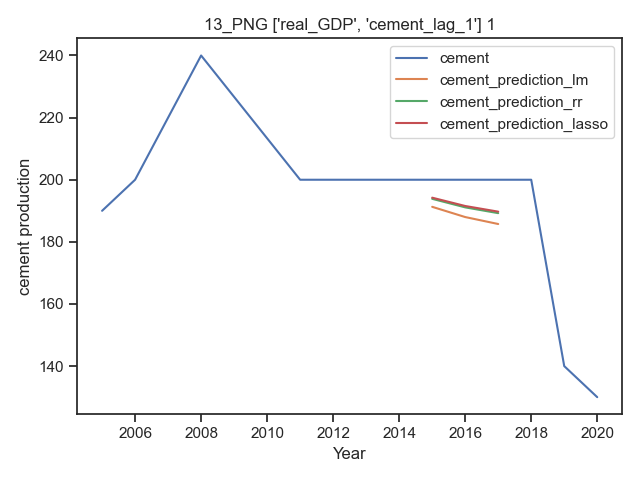 13_PNG ['real_GDP', 'cement_lag_1'] 1
cement
cement_prediction_lm
cement_prediction_rr
cement_prediction_lasso
cement production
240
220
200
180
160
140
2006 2008 2010 2012 2014 2016 2018 2020
Year